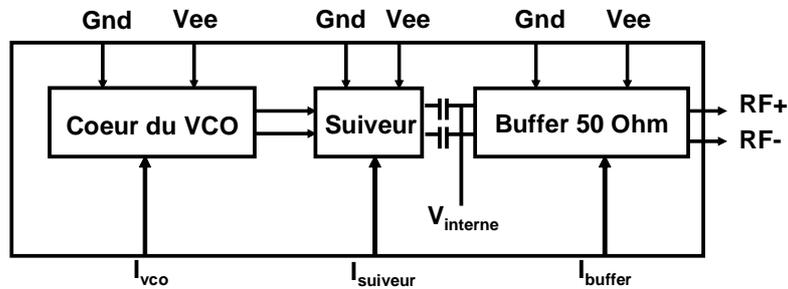 Gnd Vee Gnd Vee Gnd Vee
Coeur du VCO Suiveur Buffer 50 Ohm RF+
RF-
Vinterne
Ivco Isuiveur Ibuffer